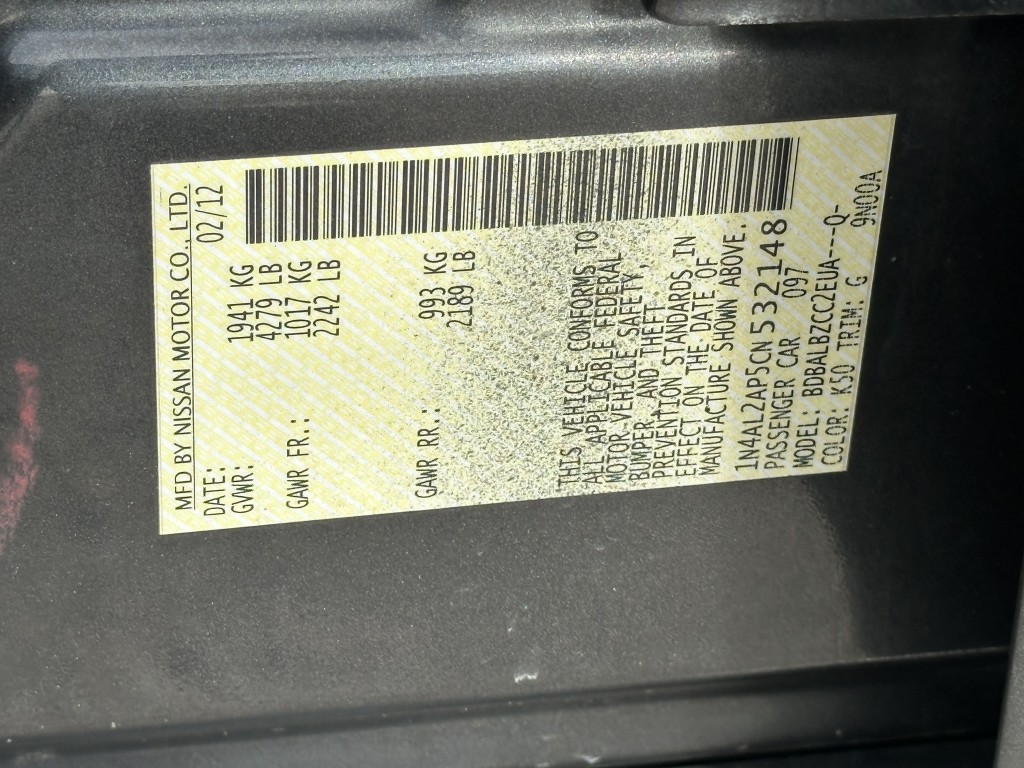 MFD BY NISSAN MOTOR CO., LTD.
DATE: 02/12
GVWR: 1941 KG
4279 LB
GAWR FR.: 1017 KG
2242 LB
GAWR RR.: 993 KG
2189 LB
THIS VEHICLE CONFORMS TO
ALL APPLICABLE FEDERAL
MOTOR VEHICLE SAFETY,
BUMPER, AND THEFT
PREVENTION STANDARDS IN
EFFECT ON THE DATE OF
MANUFACTURE SHOWN ABOVE.
1N4AL2AP5CN532148
PASSENGER CAR 097
MODEL: BDBALBZCC2EUA---Q-
COLOR: K50 TRIM: G 9N00A